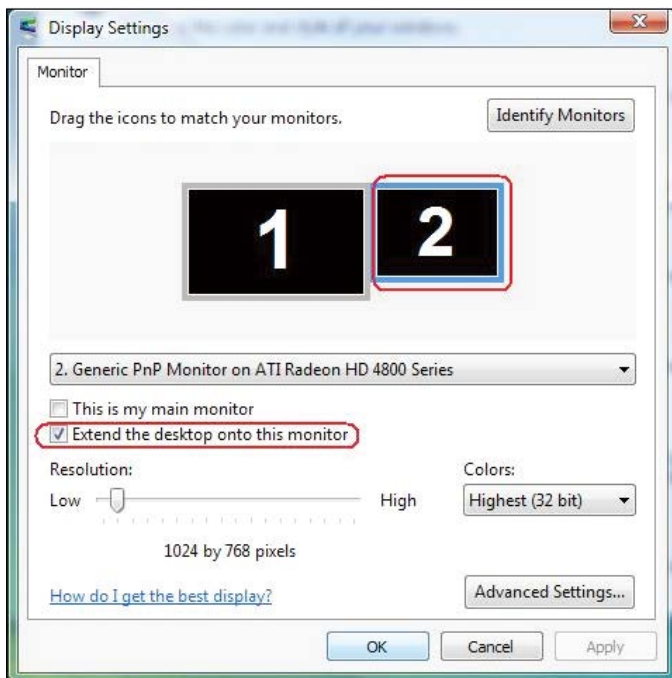 Display Settings
Monitor
Drag the icons to match your monitors.
Identify Monitors
1
2
2. Generic PnP Monitor on ATI Radeon HD 4800 Series
This is my main monitor
Extend the desktop onto this monitor
Resolution:
Colors:
Low
High
Highest (32 bit)
1024 by 768 pixels
How do I get the best display?
Advanced Settings...
OK
Cancel
Apply